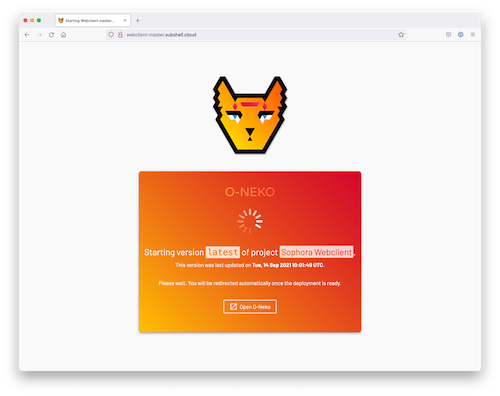 Starting Webclient master...
webclient-master.subshell.cloud
O-NEKO
Starting version latest of project Sophora Webclient.
This version was last updated on Tue, 14 Sep 2021 10:01:49 UTC.
Please wait. You will be redirected automatically once the deployment is ready.
Open O-Neko